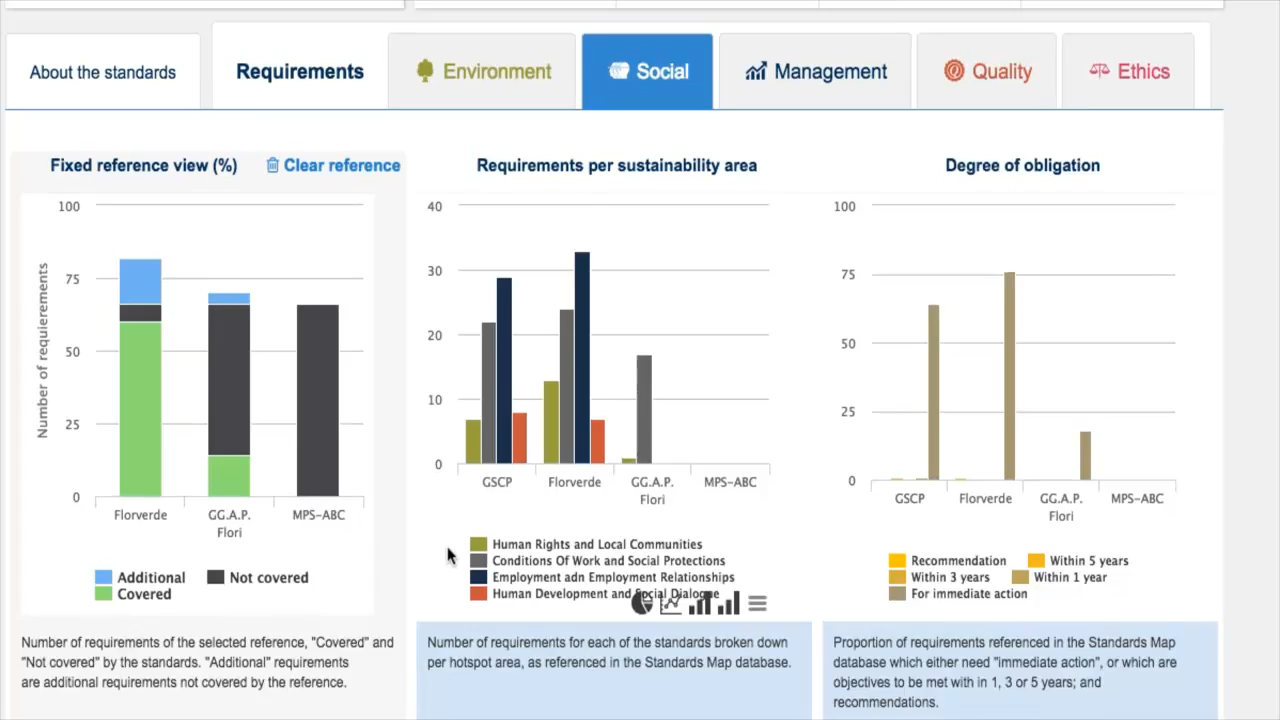 About the standards
Requirements
Environment
Social
Management
Quality
Ethics
Fixed reference view (%)
Clear reference
Number of requierements
100
75
50
25
0
Florverde
GG.A.P.
Flori
MPS-ABC
Additional
Not covered
Covered
Number of requirements of the selected reference, "Covered" and
"Not covered" by the standards. "Additional" requirements
are additional requirements not covered by the reference.
Requirements per sustainability area
40
30
20
10
0
GSCP
Florverde
GG.A.P.
Flori
MPS-ABC
Human Rights and Local Communities
Conditions Of Work and Social Protections
Employment adn Employment Relationships
Human Development and Social Dialogue
Number of requirements for each of the standards broken down
per hotspot area, as referenced in the Standards Map database.
Degree of obligation
100
75
50
25
0
GSCP
Florverde
GG.A.P.
Flori
MPS-ABC
Recommendation
Within 5 years
Within 3 years
Within 1 year
For immediate action
Proportion of requirements referenced in the Standards Map
database which either need "immediate action", or which are
objectives to be met with in 1, 3 or 5 years; and
recommendations.